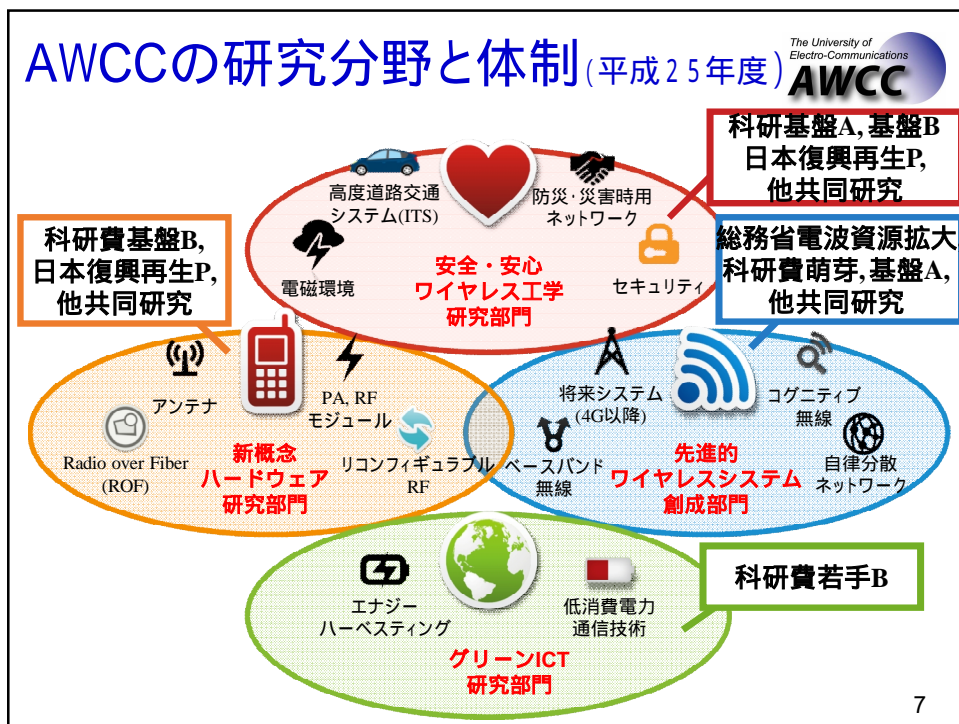 AWCCの研究分野と体制(平成25年度)
The University of
Electro-Communications
AWCC
科研基盤A, 基盤B
日本復興再生P,
他共同研究
高度道路交通
システム(ITS)
防災・災害時用
ネットワーク
電磁環境
セキュリティ
安全・安心
ワイヤレス工学
研究部門
科研費基盤B,
日本復興再生P,
他共同研究
総務省電波資源拡大
科研費萌芽, 基盤A,
他共同研究
アンテナ
PA, RF
モジュール
Radio over Fiber
(ROF)
リコンフィギュラブル
RF
新概念
ハードウェア
研究部門
将来システム
(4G以降)
コグニティブ
無線
ベースバンド
無線
自律分散
ネットワーク
先進的
ワイヤレスシステム
創成部門
エナジー
ハーベスティング
低消費電力
通信技術
グリーンICT
研究部門
科研費若手B
7